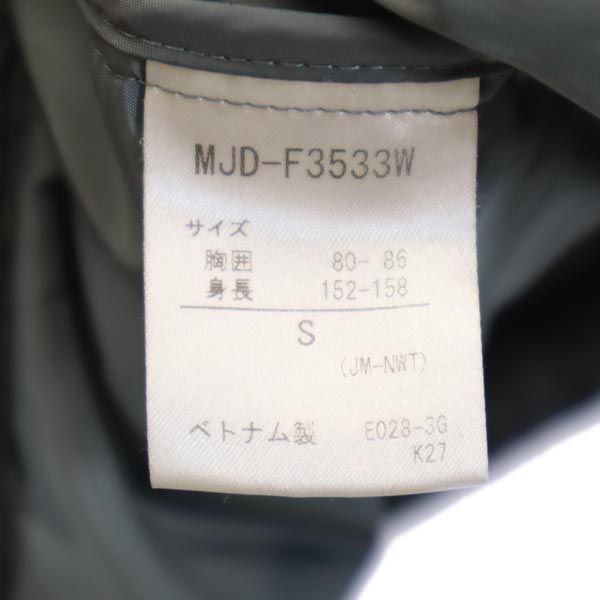 MJD-F3533W
サイズ
胸囲 80- 86
身長 152-158
S
(JM-NWT)
ベトナム製 E028-3G
K27